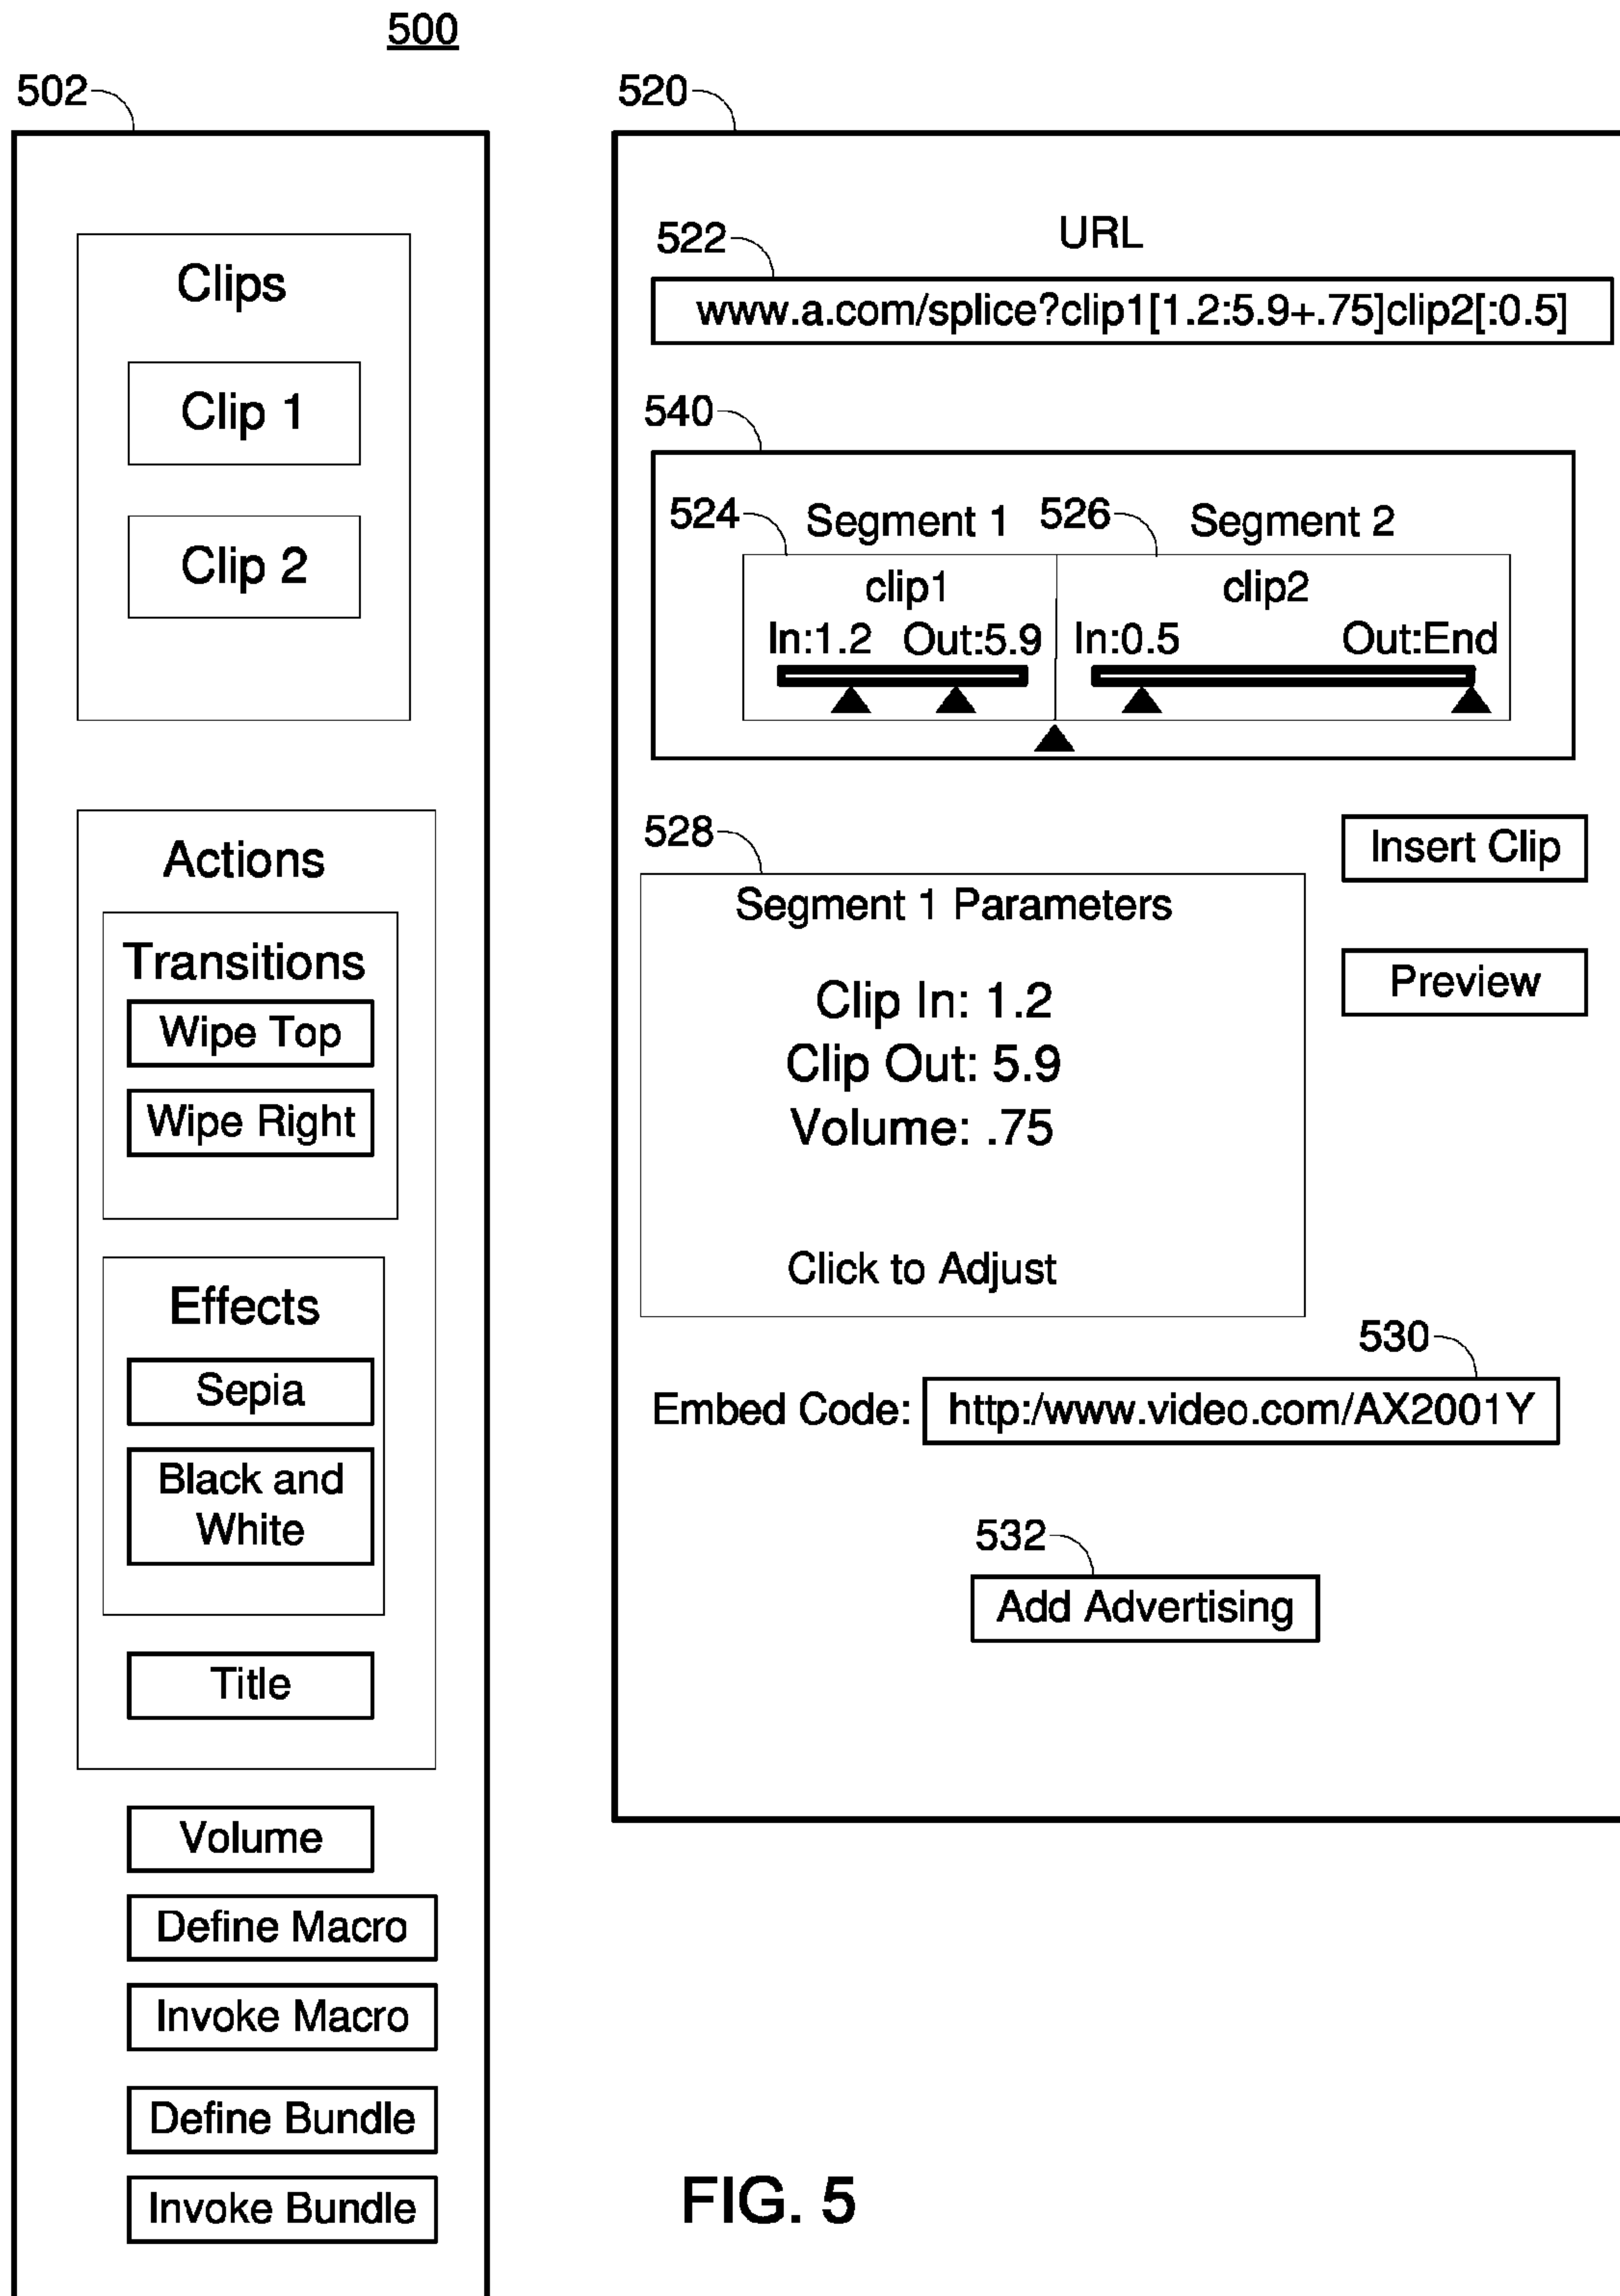 500
502
Clips
Clip 1
Clip 2
Actions
Transitions
Wipe Top
Wipe Right
Effects
Sepia
Black and
White
Title
Volume
Define Macro
Invoke Macro
Define Bundle
Invoke Bundle
520
URL
522
www.a.com/splice?clip1[1.2:5.9+.75]clip2[:0.5]
540
524 Segment 1 526 Segment 2
clip1 clip2
In:1.2 Out:5.9 In:0.5 Out:End
528
Segment 1 Parameters
Clip In: 1.2
Clip Out: 5.9
Volume: .75
Click to Adjust
Insert Clip
Preview
530
Embed Code: http:/www.video.com/AX2001Y
532
Add Advertising
FIG. 5